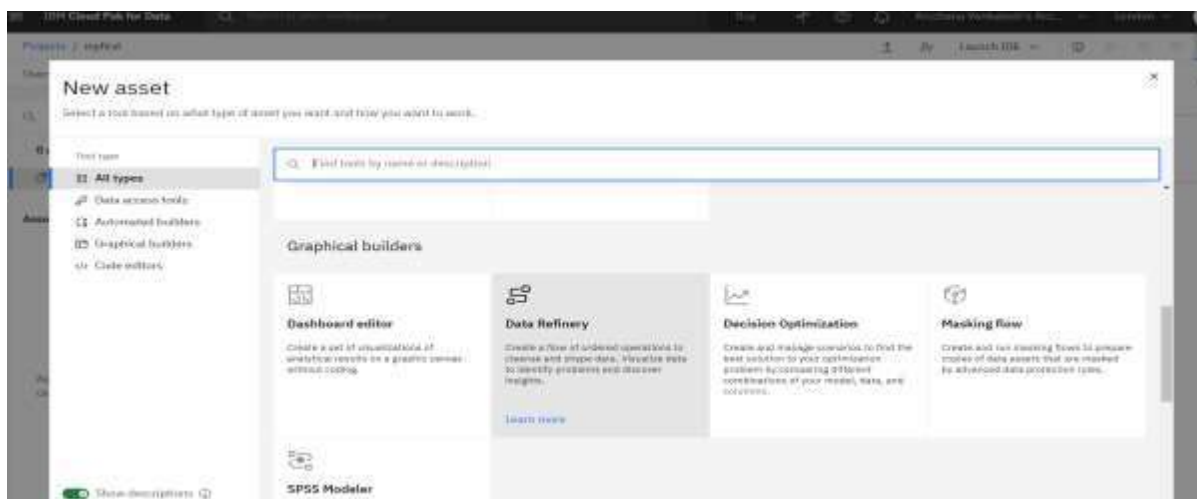 IBM Cloud Pak for Data
Buy
Projects / myfirst
Launch IDE
New asset
Select a tool based on what type of asset you want and how you want to work.
Tool type
All types
Data access tools
Automated builders
Graphical builders
Code editors
Find tools by name or description
Graphical builders
Dashboard editor
Create a set of visualizations of
analytical results on a graphic canvas
without coding.
Data Refinery
Create a flow of ordered operations to
cleanse and shape data. Visualize data
to identify problems and discover
insights.
Learn more
Decision Optimization
Create and manage scenarios to find the
best solution to your optimization
problem by comparing different
combinations of your model, data, and
solutions.
Masking flow
Create and run masking flows to prepare
copies of data assets that are masked
by advanced data protection rules.
SPSS Modeler
Show descriptions